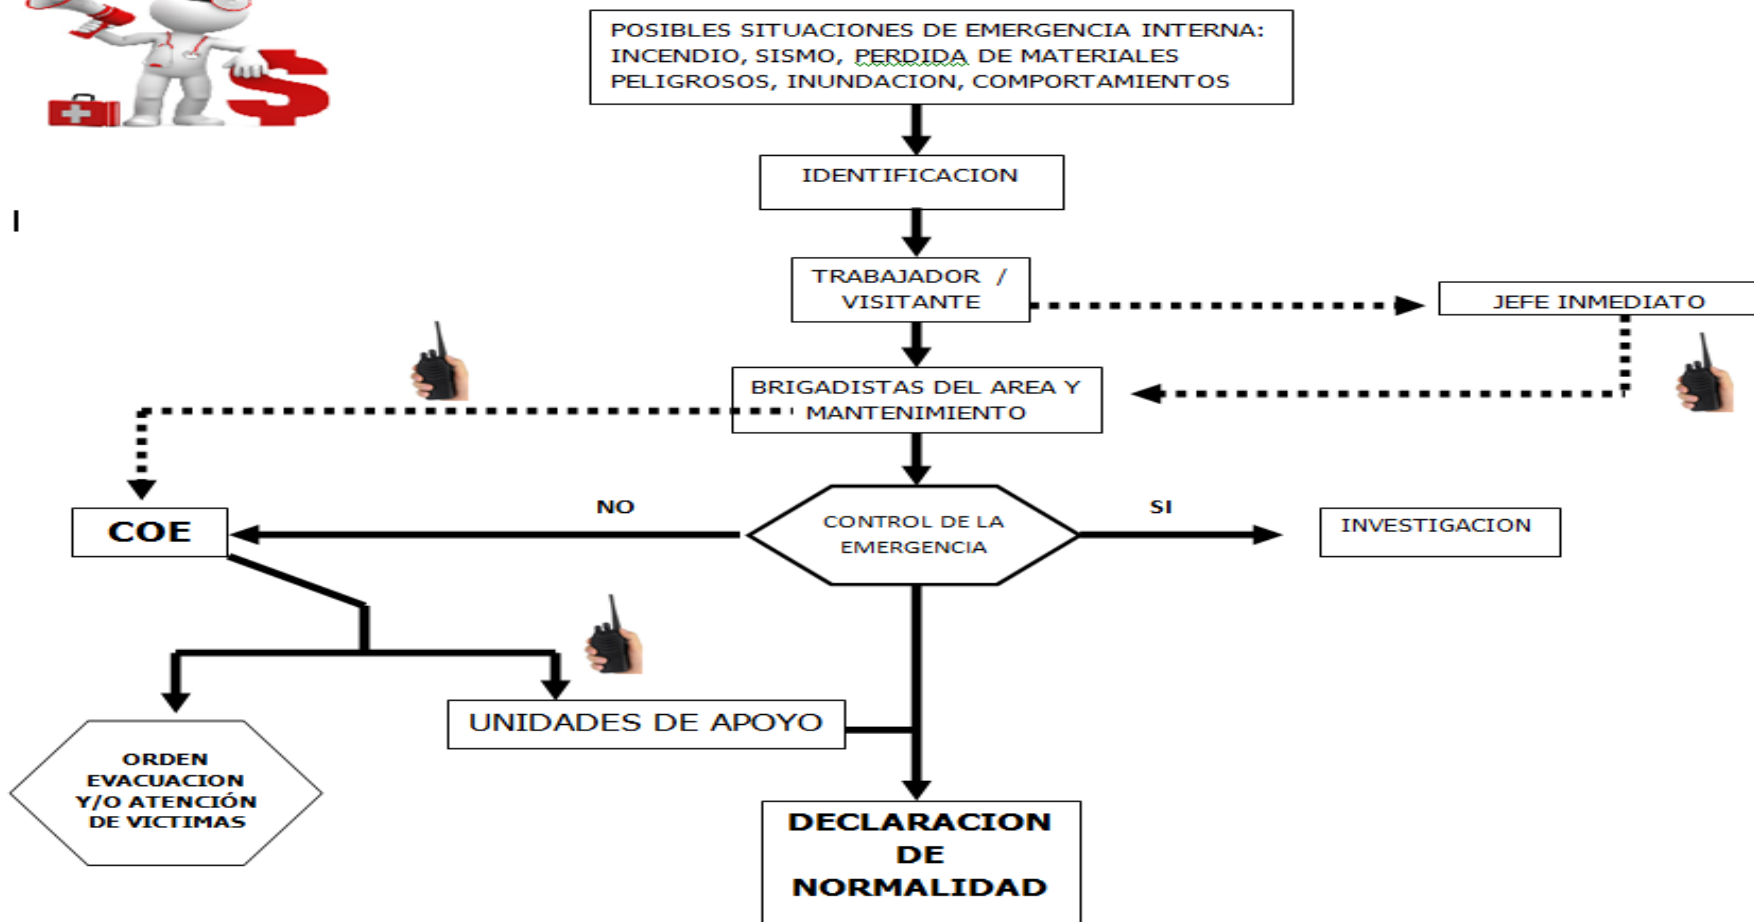 POSIBLES SITUACIONES DE EMERGENCIA INTERNA:
INCENDIO, SISMO, PERDIDA DE MATERIALES
PELIGROSOS, INUNDACION, COMPORTAMIENTOS
IDENTIFICACION
I
TRABAJADOR /
VISITANTE
JEFE INMEDIATO
BRIGADISTAS DEL AREA Y
MANTENIMIENTO
NO
SI
COE
CONTROL DE LA
EMERGENCIA
INVESTIGACION
UNIDADES DE APOYO
ORDEN
EVACUACION
Y/O ATENCIÓN
DE VICTIMAS
DECLARACION
DE
NORMALIDAD